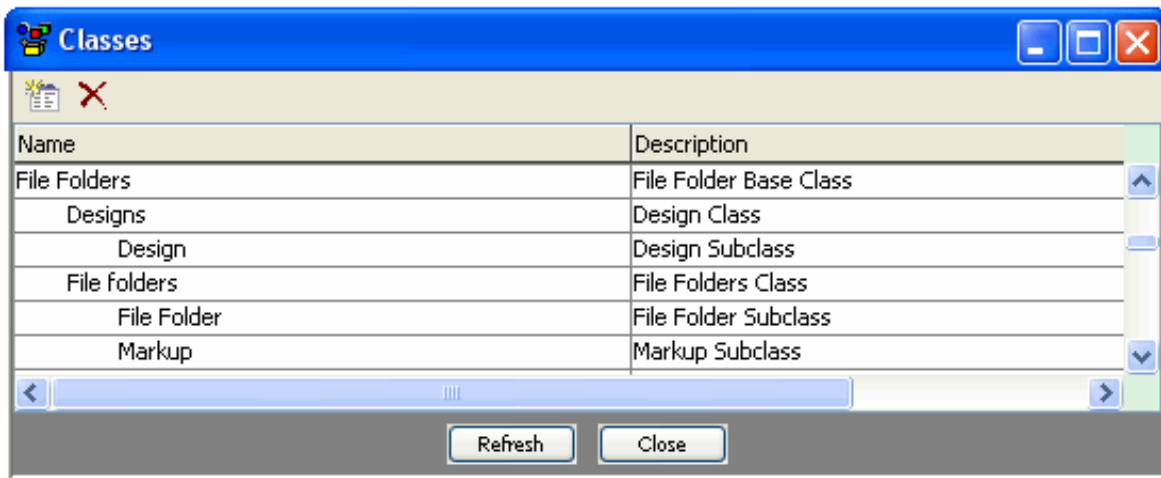 Classes
Name Description
File Folders File Folder Base Class
Designs Design Class
Design Design Subclass
File folders File Folders Class
File Folder File Folder Subclass
Markup Markup Subclass
Refresh Close